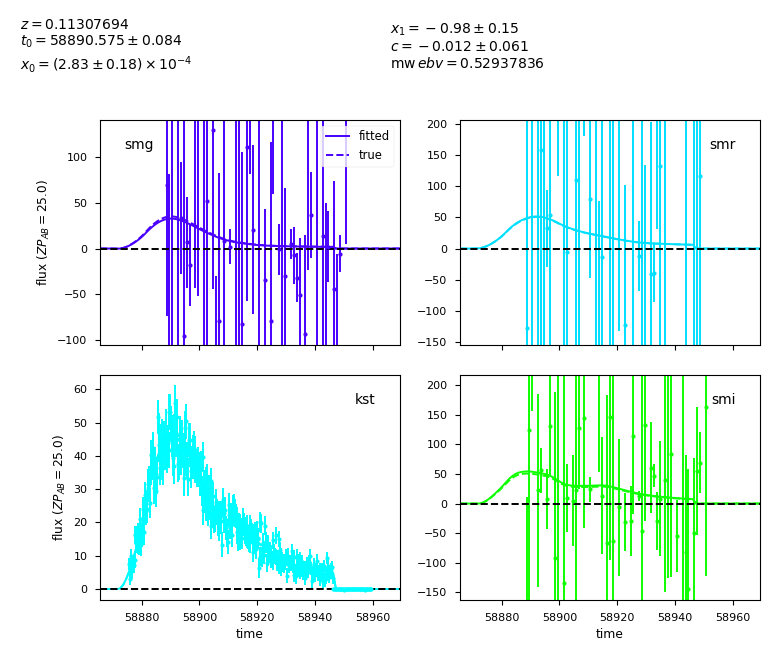 z = 0.11307694
t₀ = 58890.575 ± 0.084
x₀ = (2.83 ± 0.18) × 10⁻⁴
x₁ = −0.98 ± 0.15
c = −0.012 ± 0.061
mw ebv = 0.52937836
smg
fitted
true
100
50
0
−50
−100
flux (ZP_AB = 25.0)
smr
200
150
100
50
0
−50
−100
−150
kst
60
50
40
30
20
10
0
flux (ZP_AB = 25.0)
58880 58900 58920 58940 58960
time
smi
200
150
100
50
0
−50
−100
−150
58880 58900 58920 58940 58960
time